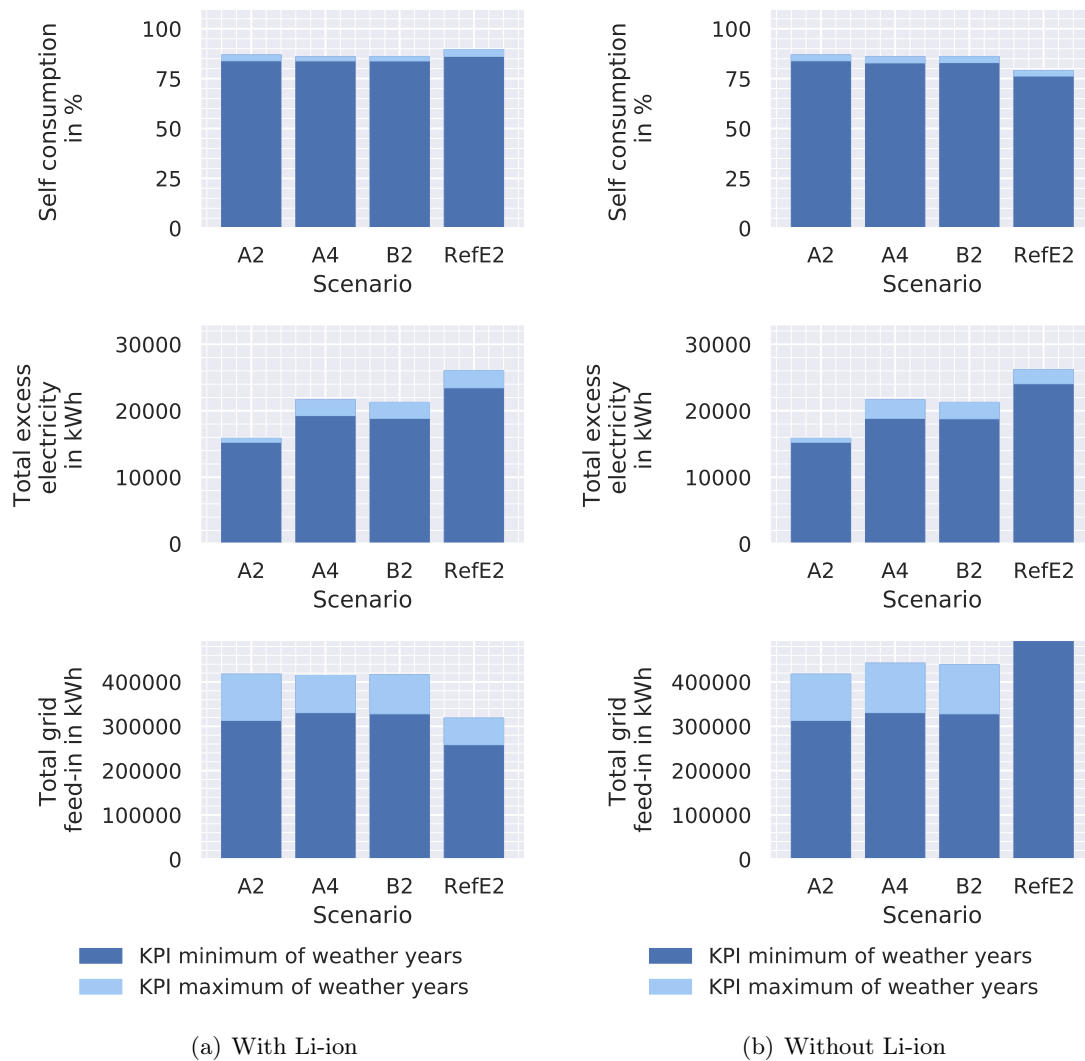 Self consumption
in %
100
75
50
25
0
A2 A4 B2 RefE2
Scenario
Total excess
electricity
in kWh
30000
20000
10000
0
A2 A4 B2 RefE2
Scenario
Total grid
feed-in in kWh
400000
300000
200000
100000
0
A2 A4 B2 RefE2
Scenario
KPI minimum of weather years
KPI maximum of weather years
(a) With Li-ion
Self consumption
in %
100
75
50
25
0
A2 A4 B2 RefE2
Scenario
Total excess
electricity
in kWh
30000
20000
10000
0
A2 A4 B2 RefE2
Scenario
Total grid
feed-in in kWh
400000
300000
200000
100000
0
A2 A4 B2 RefE2
Scenario
KPI minimum of weather years
KPI maximum of weather years
(b) Without Li-ion